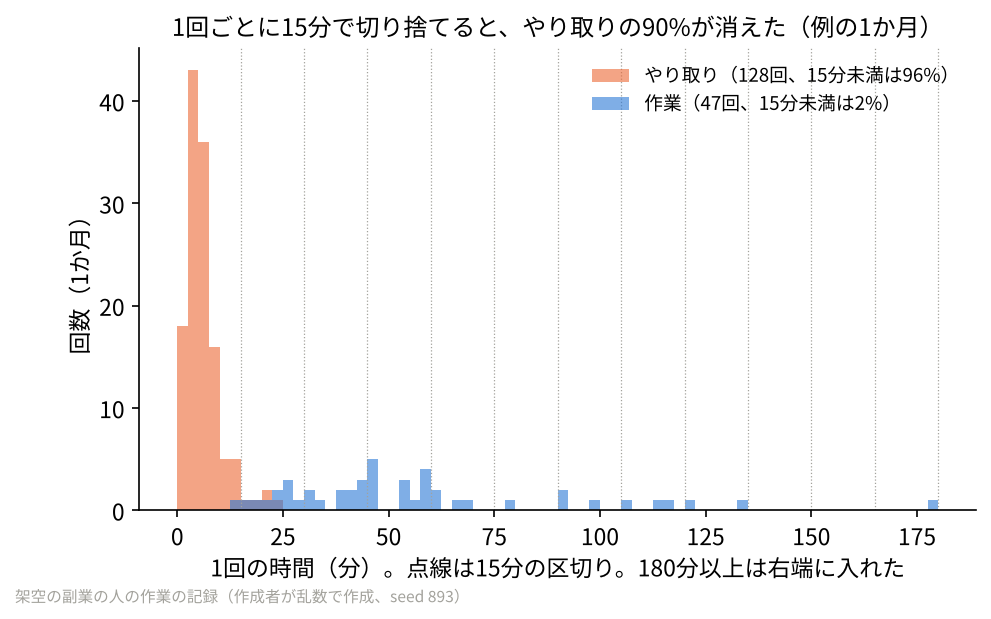 1回ごとに15分で切り捨てると、やり取りの90%が消えた（例の1か月）
やり取り（128回、15分未満は96%）
作業（47回、15分未満は2%）
回数（1か月）
40
30
20
10
0
0 25 50 75 100 125 150 175
1回の時間（分）。点線は15分の区切り。180分以上は右端に入れた
架空の副業の人の作業の記録（作成者が乱数で作成、seed 893）